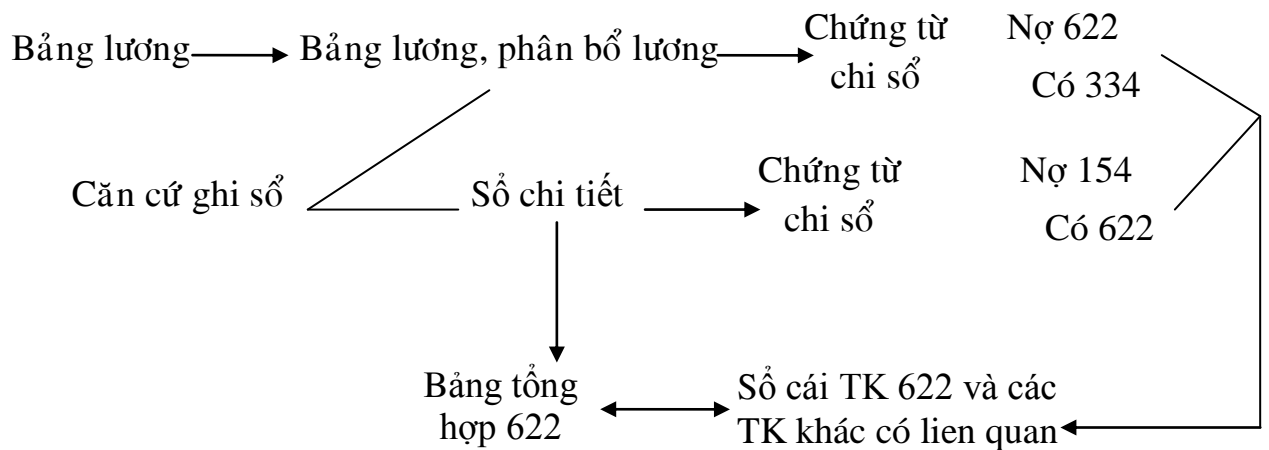 Bảng lương
Bảng lương, phân bổ lương
Chứng từ
chi sổ
Nợ 622
Có 334
Căn cứ ghi sổ
Sổ chi tiết
Chứng từ
chi sổ
Nợ 154
Có 622
Bảng tổng
hợp 622
Sổ cái TK 622 và các
TK khác có lien quan